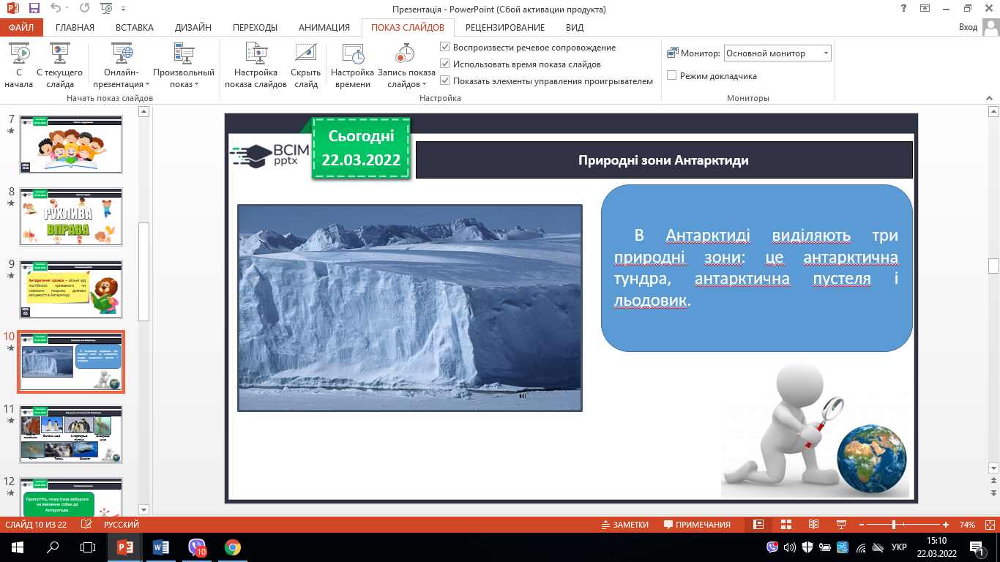 Презентація - PowerPoint (Сбой активации продукта)
ФАЙЛ ГЛАВНАЯ ВСТАВКА ДИЗАЙН ПЕРЕХОДЫ АНИМАЦИЯ ПОКАЗ СЛАЙДОВ РЕЦЕНЗИРОВАНИЕ ВИД Вход
С начала
С текущего слайда
Онлайн-презентация
Произвольный показ
Начать показ слайдов
Настройка показа слайдов
Скрыть слайд
Настройка времени
Запись показа слайдов
Воспроизвести речевое сопровождение
Использовать время показа слайдов
Показать элементы управления проигрывателем
Настройка
Монитор: Основной монитор
Режим докладчика
Мониторы
7
8
РУХЛИВА
ВПРАВА
9
Антарктичні оазиси – вільні від
постійного крижаного чи
сніжного покриву ділянки
місцевості в Антарктиді.
10
11
12
Припустіть, чому існує заборона
на ввезення собак до
Антарктиди.
Сьогодні
22.03.2022
ВСІМ
pptx
Природні зони Антарктиди
В Антарктиді виділяють три
природні зони: це антарктична
тундра, антарктична пустеля і
льодовик.
СЛАЙД 10 ИЗ 22 РУССКИЙ ЗАМЕТКИ ПРИМЕЧАНИЯ 74%
10
УКР
15:10
22.03.2022
1